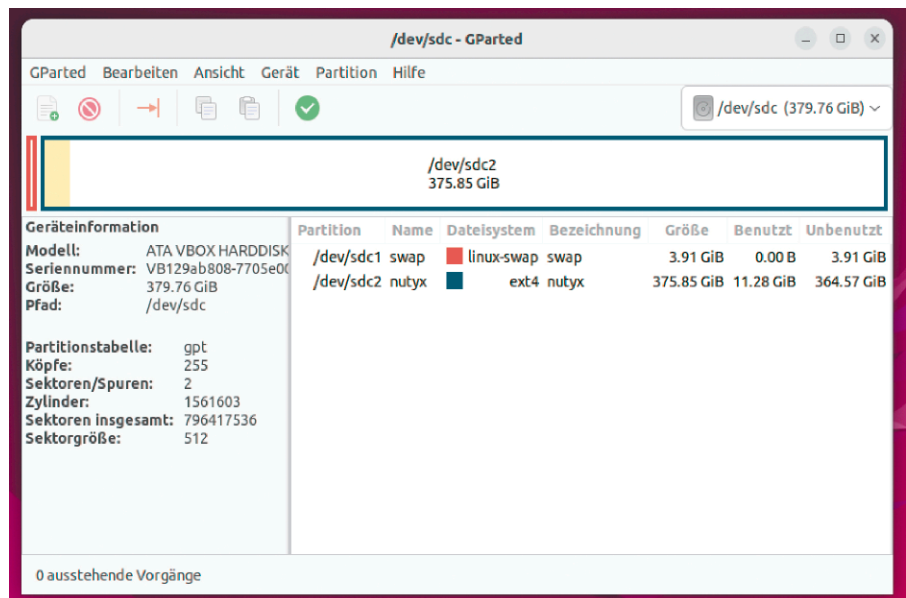 /dev/sdc - GParted
GParted Bearbeiten Ansicht Gerät Partition Hilfe
/dev/sdc (379.76 GiB)
/dev/sdc2
375.85 GiB
Geräteinformation
Modell: ATA VBOX HARDDISK
Seriennummer: VB129ab808-7705e0
Größe: 379.76 GiB
Pfad: /dev/sdc
Partitionstabelle: gpt
Köpfe: 255
Sektoren/Spuren: 2
Zylinder: 1561603
Sektoren insgesamt: 796417536
Sektorgröße: 512
Partition Name Dateisystem Bezeichnung Größe Benutzt Unbenutzt
/dev/sdc1 swap linux-swap swap 3.91 GiB 0.00 B 3.91 GiB
/dev/sdc2 nutyx ext4 nutyx 375.85 GiB 11.28 GiB 364.57 GiB
0 ausstehende Vorgänge